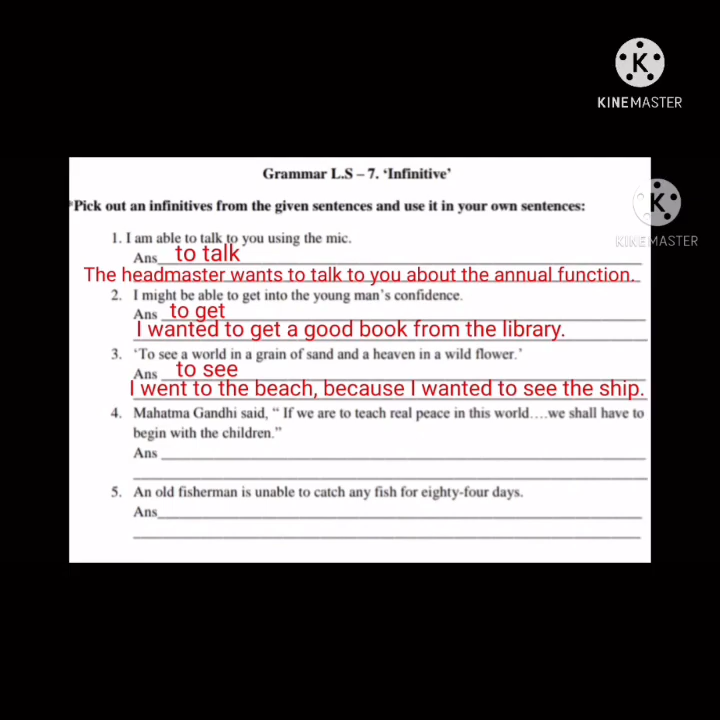 K
KINEMASTER
Grammar L.S – 7. ‘Infinitive’
*Pick out an infinitives from the given sentences and use it in your own sentences:
K
KINEMASTER
1. I am able to talk to you using the mic.
Ans to talk
The headmaster wants to talk to you about the annual function.
2. I might be able to get into the young man's confidence.
Ans to get
I wanted to get a good book from the library.
3. ‘To see a world in a grain of sand and a heaven in a wild flower.’
Ans to see
I went to the beach, because I wanted to see the ship.
4. Mahatma Gandhi said, “ If we are to teach real peace in this world….we shall have to
begin with the children.”
Ans
5. An old fisherman is unable to catch any fish for eighty-four days.
Ans